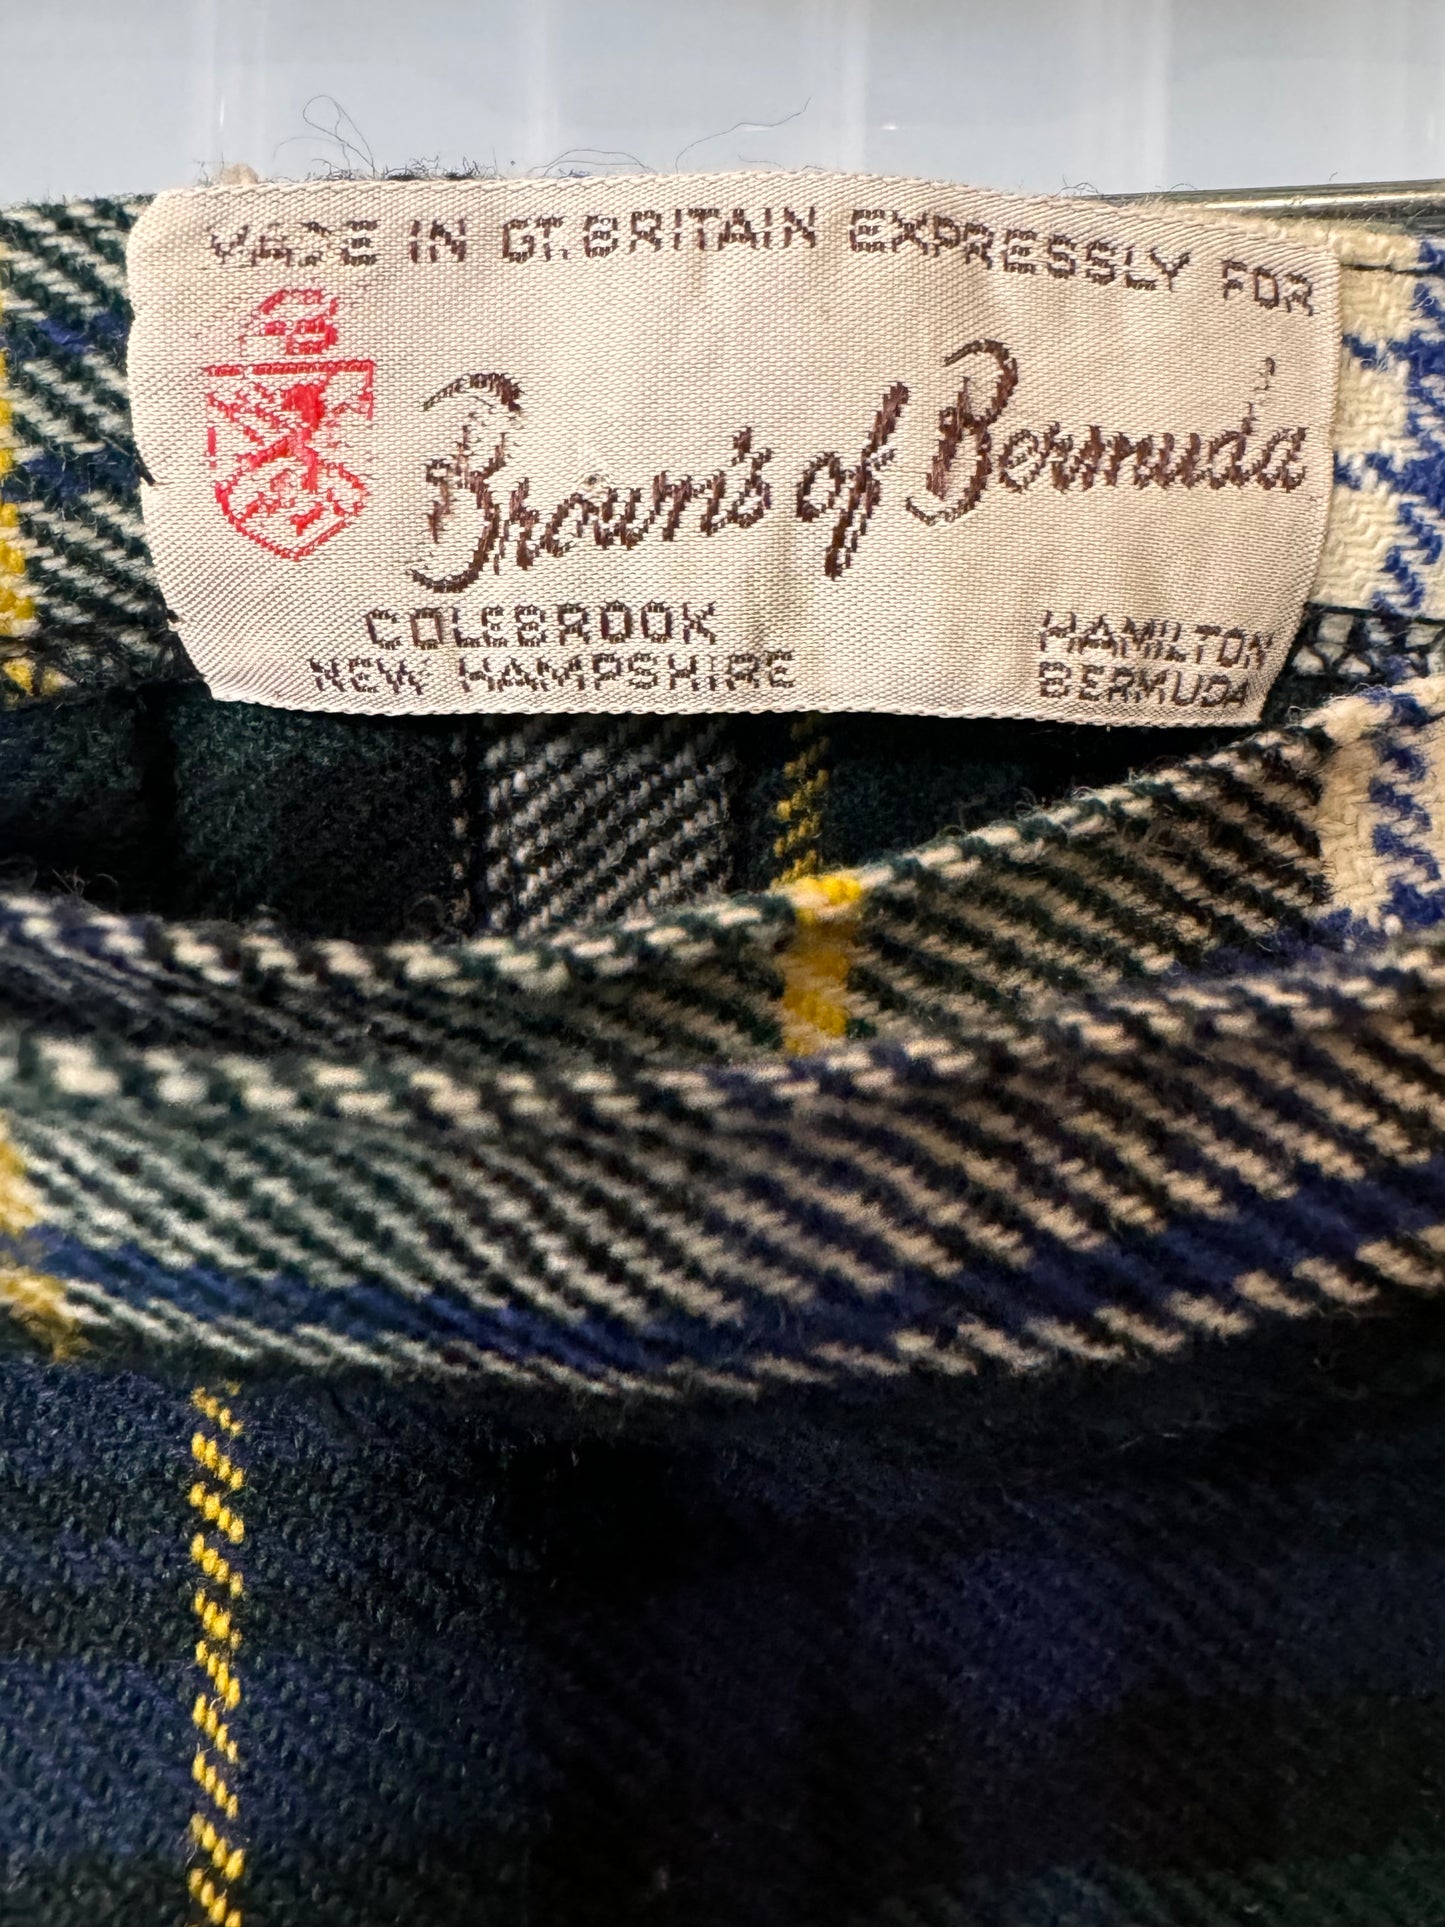 MADE IN GT. BRITAIN EXPRESSLY FOR
Brown's of Bermuda
COLEBROOK
NEW HAMPSHIRE
HAMILTON
BERMUDA